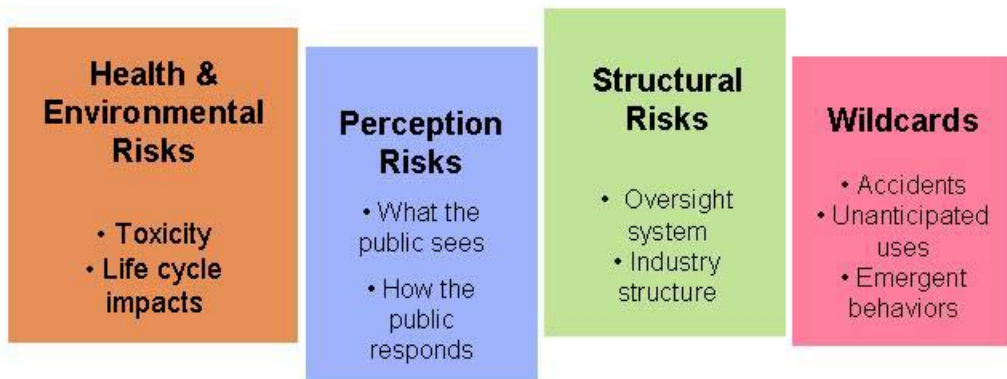 Health &
Environmental
Risks
• Toxicity
• Life cycle
impacts
Perception
Risks
• What the
public sees
• How the
public
responds
Structural
Risks
• Oversight
system
• Industry
structure
Wildcards
• Accidents
• Unanticipated
uses
• Emergent
behaviors